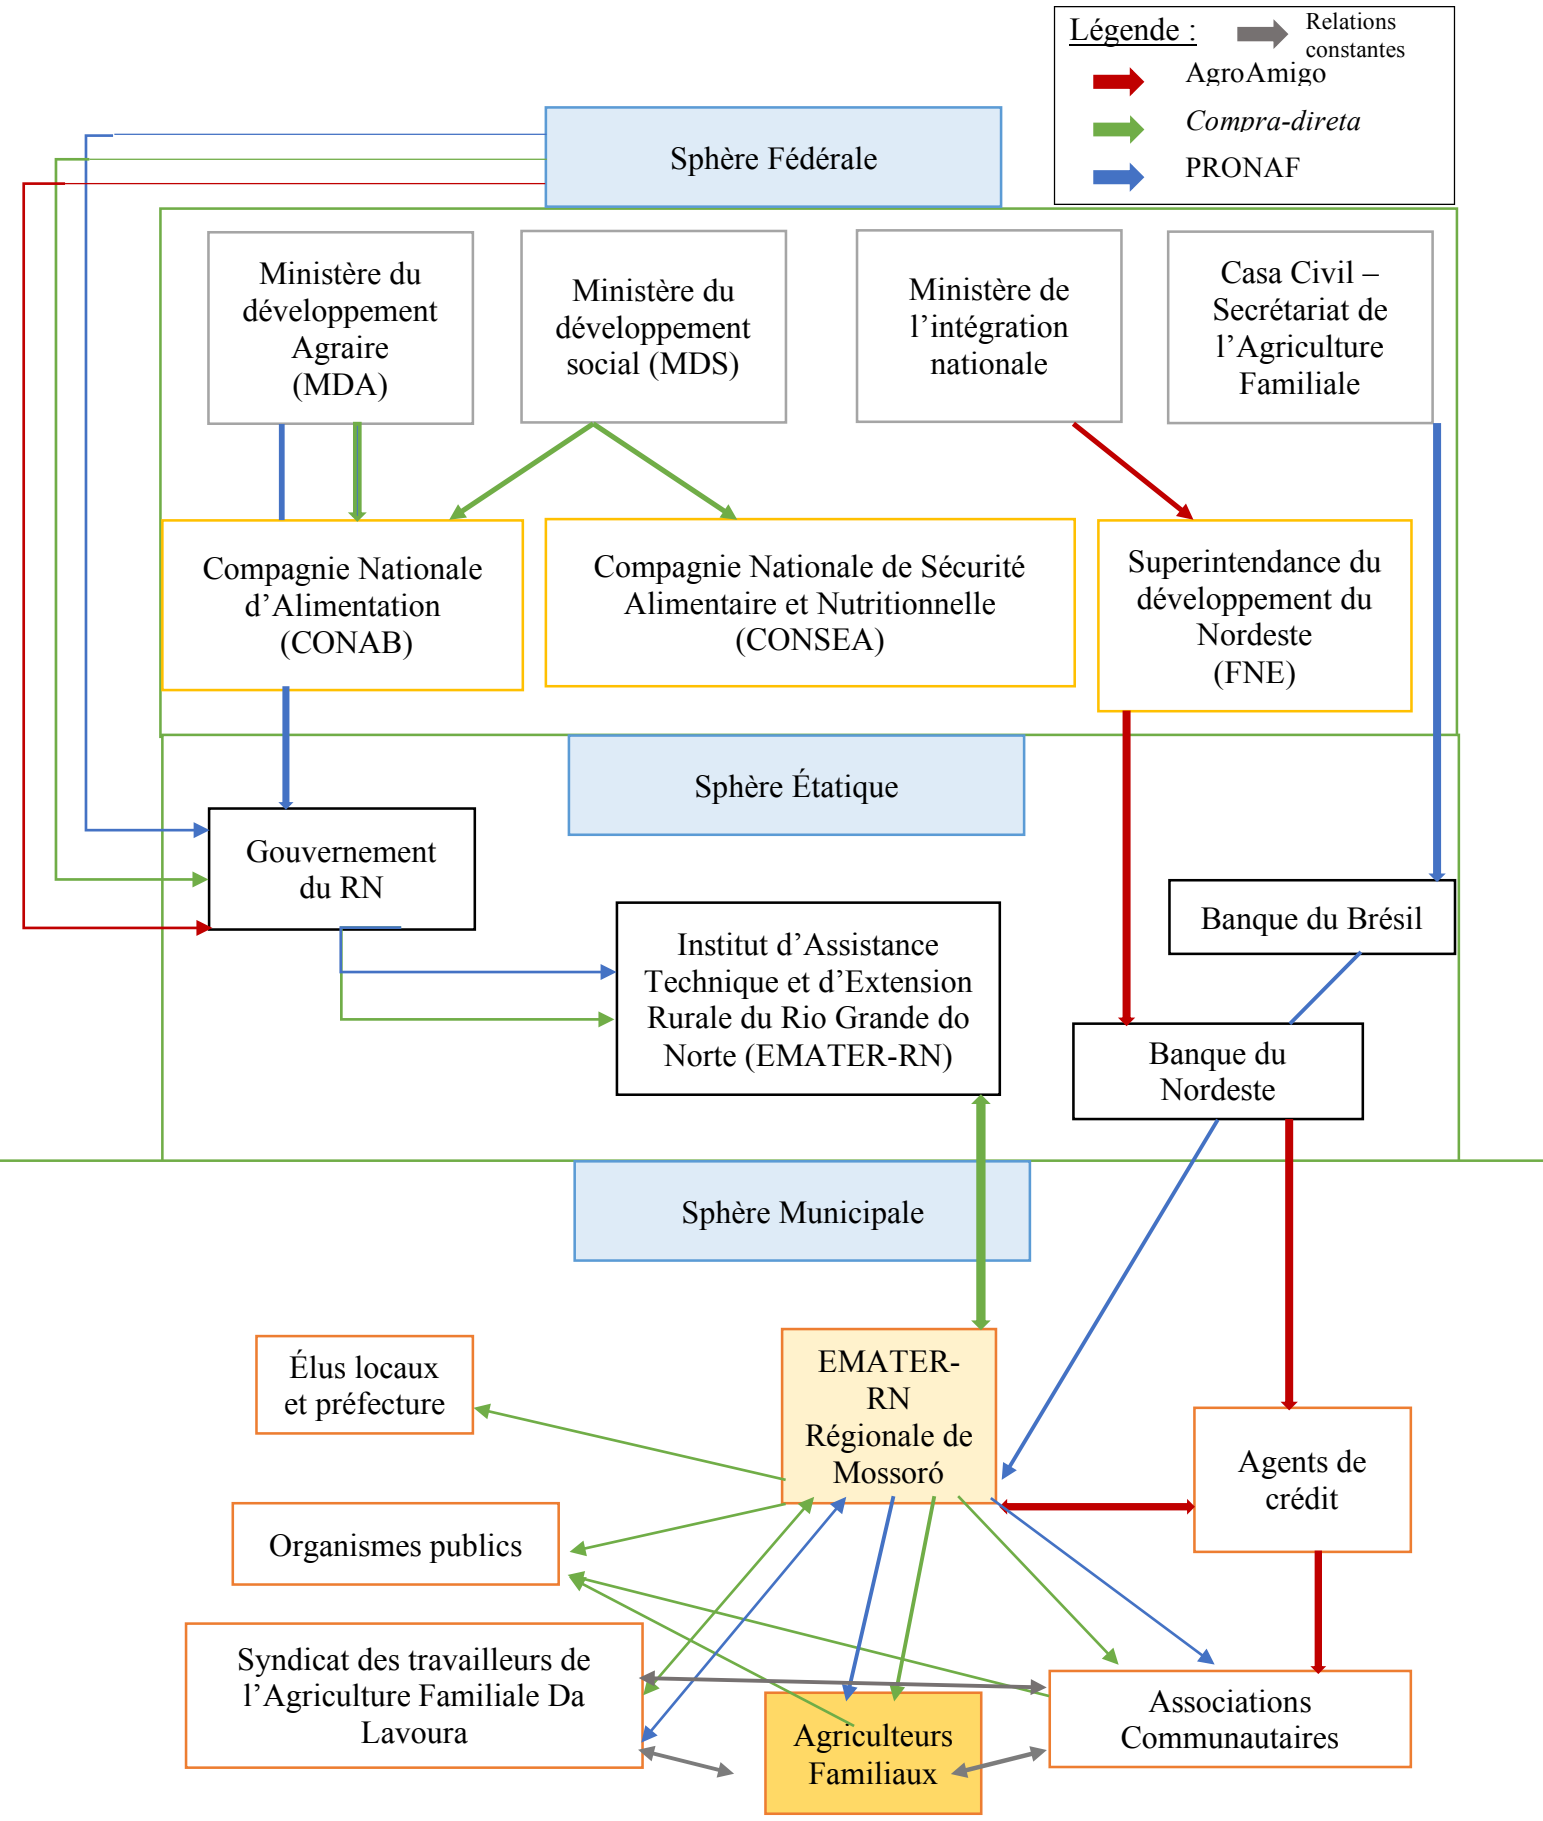 Légende :
Relations
constantes
AgroAmigo
Compra-direta
PRONAF
Sphère Fédérale
Ministère du
développement
Agraire
(MDA)
Ministère du
développement
social (MDS)
Ministère de
l’intégration
nationale
Casa Civil –
Secrétariat de
l’Agriculture
Familiale
Compagnie Nationale
d’Alimentation
(CONAB)
Compagnie Nationale de Sécurité
Alimentaire et Nutritionnelle
(CONSEA)
Superintendance du
développement du
Nordeste
(FNE)
Sphère Étatique
Gouvernement
du RN
Institut d’Assistance
Technique et d’Extension
Rurale du Rio Grande do
Norte (EMATER-RN)
Banque du Brésil
Banque du
Nordeste
Sphère Municipale
Élus locaux
et préfecture
EMATER-
RN
Régionale de
Mossoró
Agents de
crédit
Organismes publics
Syndicat des travailleurs de
l’Agriculture Familiale Da
Lavoura
Agriculteurs
Familiaux
Associations
Communautaires